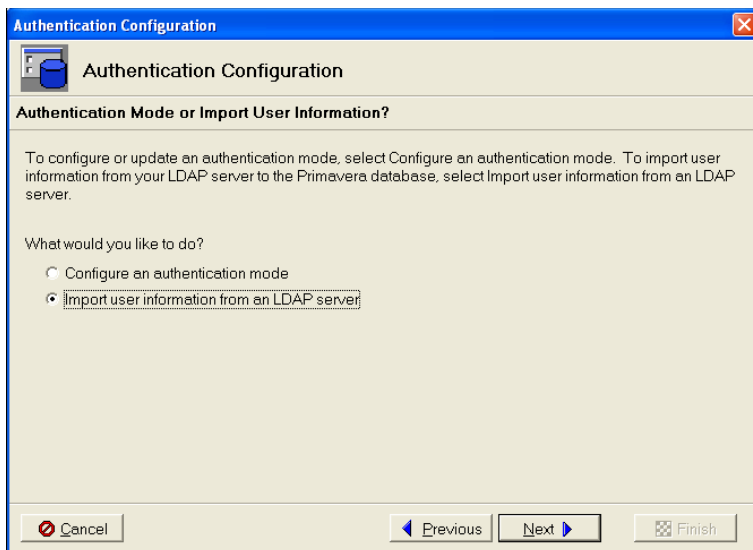 Authentication Configuration
Authentication Configuration
Authentication Mode or Import User Information?
To configure or update an authentication mode, select Configure an authentication mode. To import user
information from your LDAP server to the Primavera database, select Import user information from an LDAP
server.
What would you like to do?
Configure an authentication mode
Import user information from an LDAP server
Cancel
Previous
Next
Finish